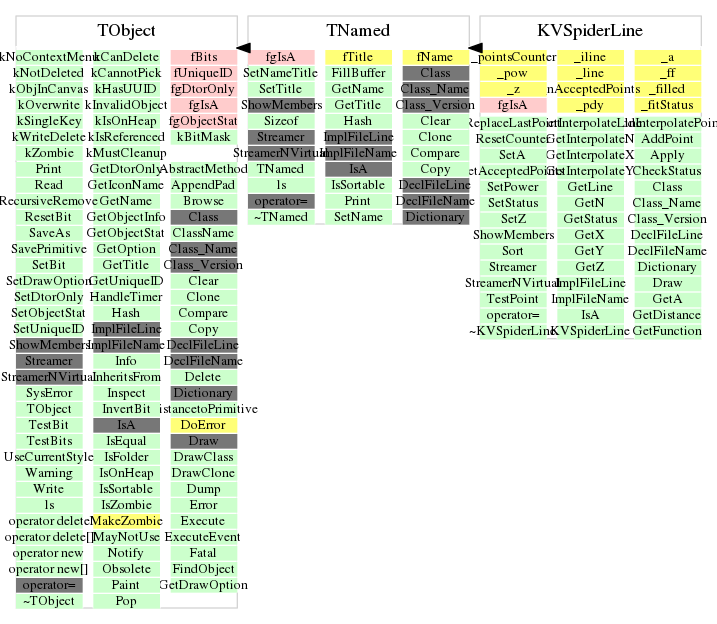 TObject
kNoContextMenu
kNotDeleted
kObjInCanvas
kOverwrite
kSingleKey
kWriteDelete
kZombie
Print
Read
RecursiveRemove
ResetBit
SaveAs
SavePrimitive
SetBit
SetDrawOption
SetDtorOnly
SetObjectStat
SetUniqueID
ShowMembers
Streamer
StreamerNVirtual
SysError
TObject
TestBit
TestBits
UseCurrentStyle
Warning
Write
ls
operator delete
operator delete[]
operator new
operator new[]
operator=
~TObject
kCanDelete
kCannotPick
kHasUUID
kInvalidObject
kIsOnHeap
kIsReferenced
kMustCleanup
GetDtorOnly
GetIconName
GetName
GetObjectInfo
GetObjectStat
GetOption
GetTitle
GetUniqueID
HandleTimer
Hash
ImplFileLine
ImplFileName
Info
InheritsFrom
Inspect
InvertBit
IsA
IsEqual
IsFolder
IsOnHeap
IsSortable
IsZombie
MakeZombie
MayNotUse
Notify
Obsolete
Paint
Pop
fBits
fUniqueID
fgDtorOnly
fgIsA
fgObjectStat
kBitMask
AbstractMethod
AppendPad
Browse
Class
ClassName
Class_Name
Class_Version
Clear
Clone
Compare
Copy
DeclFileLine
DeclFileName
Delete
Dictionary
istancetoPrimitive
DoError
Draw
DrawClass
DrawClone
Dump
Error
Execute
ExecuteEvent
Fatal
FindObject
GetDrawOption
TNamed
fgIsA
SetNameTitle
SetTitle
ShowMembers
Sizeof
Streamer
StreamerNVirtual
TNamed
ls
operator=
~TNamed
fTitle
FillBuffer
GetName
GetTitle
Hash
ImplFileLine
ImplFileName
IsA
IsSortable
Print
SetName
fName
Class
Class_Name
Class_Version
Clear
Clone
Compare
Copy
DeclFileLine
DeclFileName
Dictionary
KVSpiderLine
_pointsCounter
_pow
_z
fgIsA
ReplaceLastPoint
ResetCounter
SetA
SetPower
SetStatus
SetZ
ShowMembers
Sort
Streamer
StreamerNVirtual
TestPoint
operator=
~KVSpiderLine
_iline
_line
nAcceptedPoints
_pdy
GetInterpolateN
GetInterpolateX
GetInterpolateY
GetLine
GetN
GetStatus
GetX
GetY
GetZ
ImplFileLine
ImplFileName
IsA
KVSpiderLine
_a
_ff
_filled
_fitStatus
AddPoint
Apply
CheckStatus
Class
Class_Name
Class_Version
DeclFileLine
DeclFileName
Dictionary
Draw
GetA
GetDistance
GetFunction